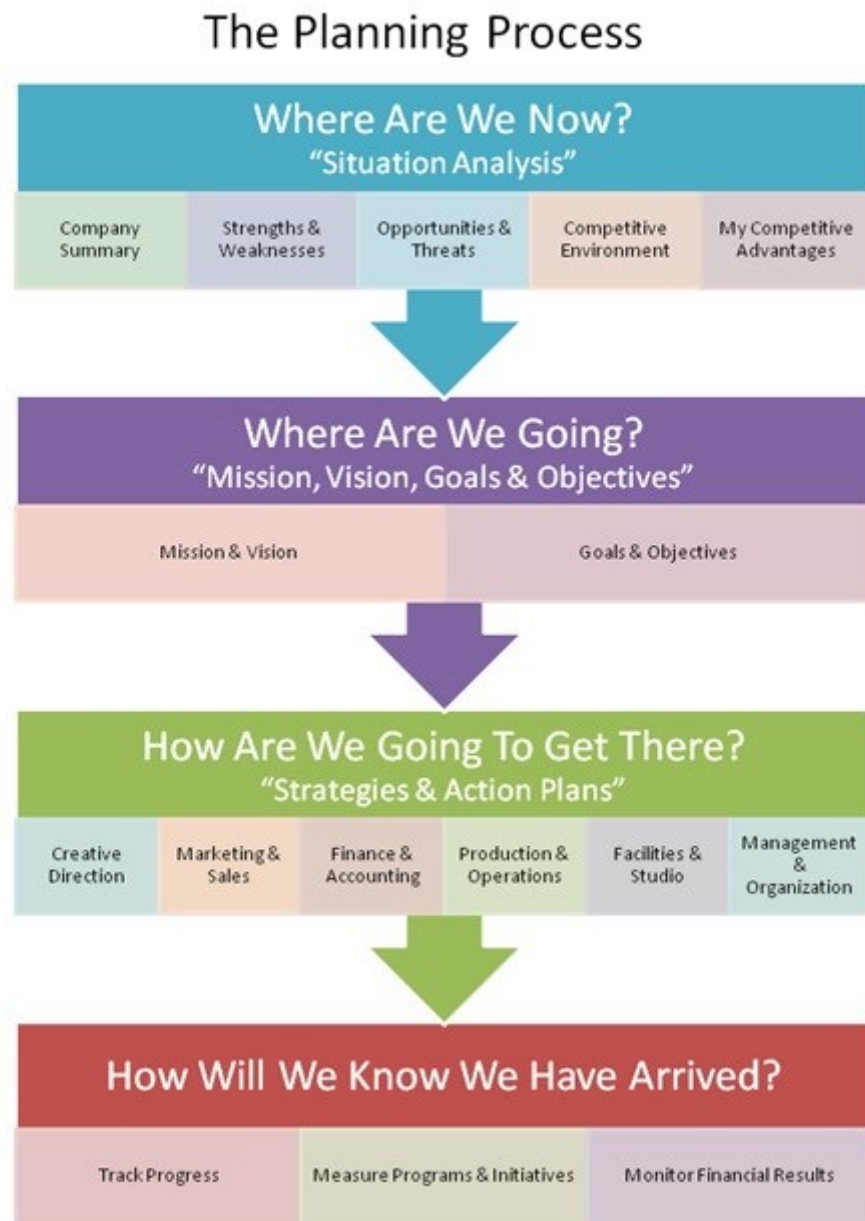 The Planning Process
Where Are We Now?
“Situation Analysis”
Company
Summary
Strengths &
Weaknesses
Opportunities &
Threats
Competitive
Environment
My Competitive
Advantages
Where Are We Going?
“Mission, Vision, Goals & Objectives”
Mission & Vision
Goals & Objectives
How Are We Going To Get There?
“Strategies & Action Plans”
Creative
Direction
Marketing &
Sales
Finance &
Accounting
Production &
Operations
Facilities &
Studio
Management
&
Organization
How Will We Know We Have Arrived?
Track Progress
Measure Programs & Initiatives
Monitor Financial Results